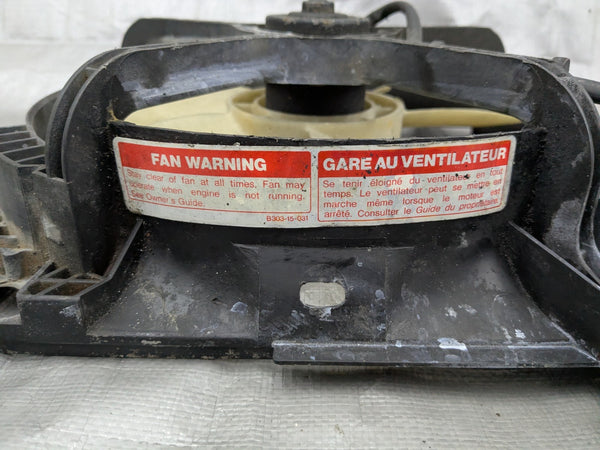 FAN WARNING
Stay clear of fan at all times. Fan may
operate when engine is not running.
See Owner's Guide.
B303-15-031
GARE AU VENTILATEUR
Se tenir éloigné du ventilateur en tout
temps. Le ventilateur peut se mettre en
marche même lorsque le moteur est
arrêté. Consulter le Guide du propriétaire.